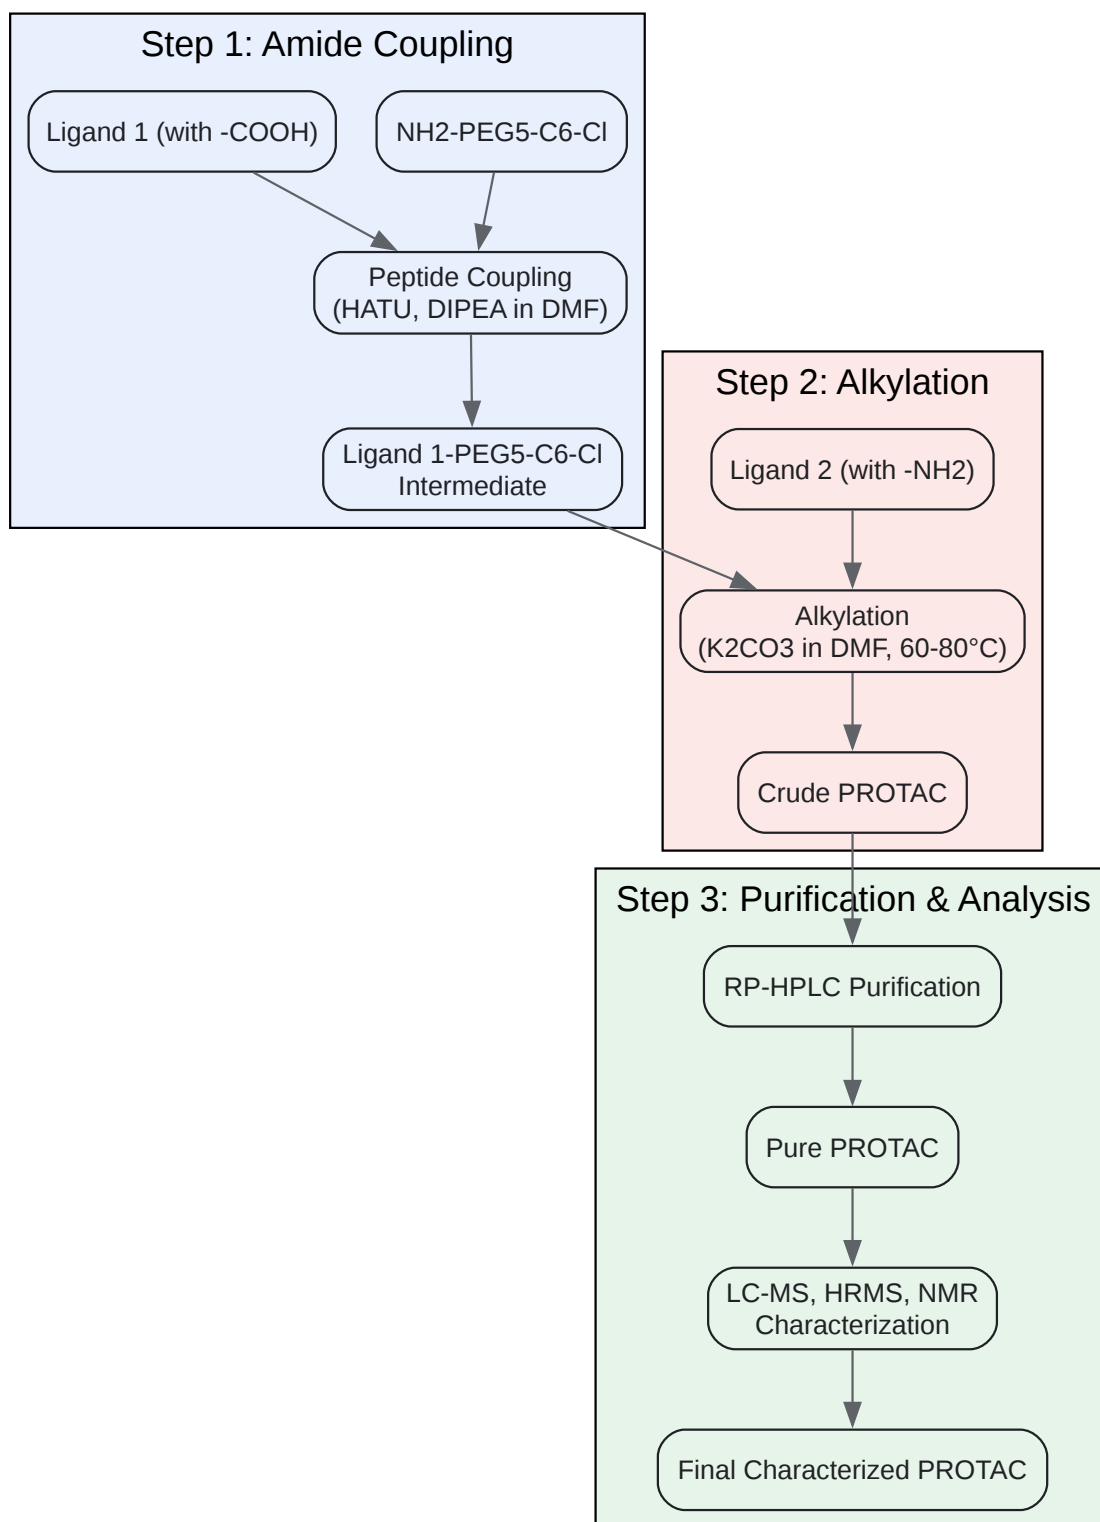 Step 1: Amide Coupling
Ligand 1 (with -COOH)
NH2-PEG5-C6-Cl
Peptide Coupling
(HATU, DIPEA in DMF)
Ligand 1-PEG5-C6-Cl
Intermediate
Step 2: Alkylation
Ligand 2 (with -NH2)
Alkylation
(K2CO3 in DMF, 60-80°C)
Crude PROTAC
Step 3: Purification & Analysis
RP-HPLC Purification
Pure PROTAC
LC-MS, HRMS, NMR
Characterization
Final Characterized PROTAC